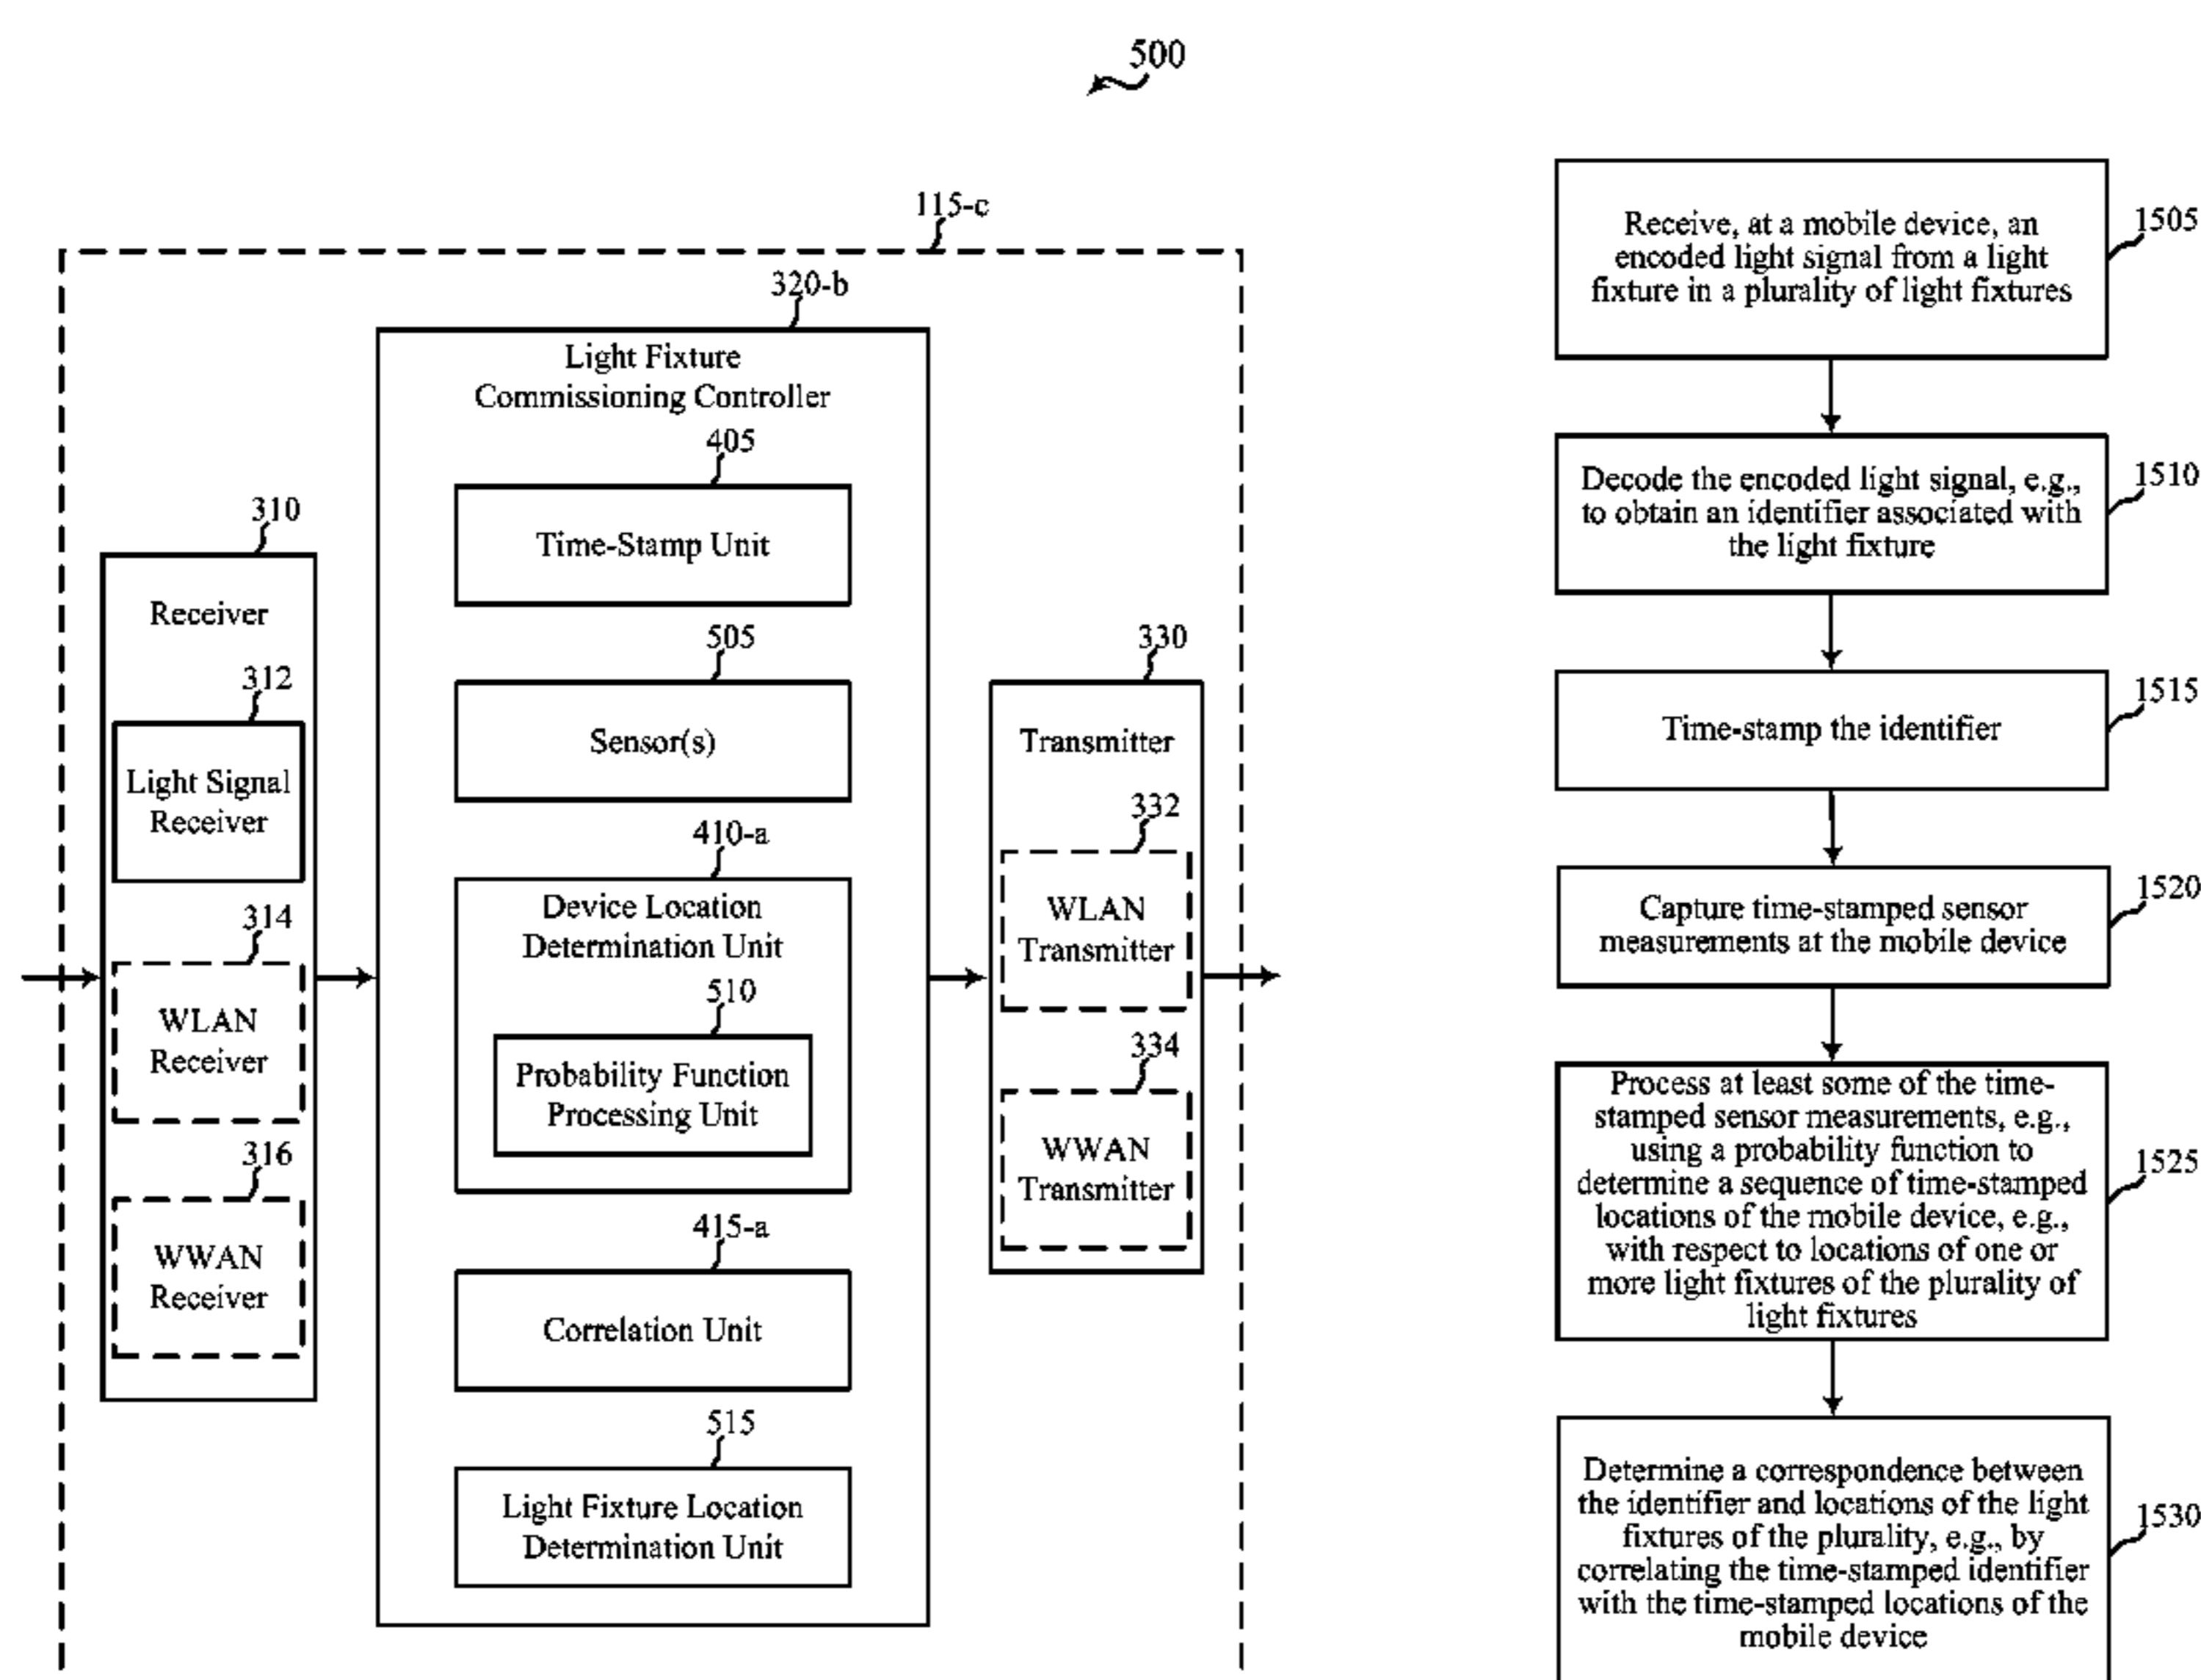 500
115-c
320-b
Light Fixture
Commissioning Controller
405
Time-Stamp Unit
505
Sensor(s)
410-a
Device Location
Determination Unit
510
Probability Function
Processing Unit
415-a
Correlation Unit
515
Light Fixture Location
Determination Unit
310
Receiver
312
Light Signal
Receiver
314
WLAN
Receiver
316
WWAN
Receiver
330
Transmitter
332
WLAN
Transmitter
334
WWAN
Transmitter
Receive, at a mobile device, an
encoded light signal from a light
fixture in a plurality of light fixtures
1505
Decode the encoded light signal, e.g.,
to obtain an identifier associated with
the light fixture
1510
Time-stamp the identifier
1515
Capture time-stamped sensor
measurements at the mobile device
1520
Process at least some of the time-
stamped sensor measurements, e.g.,
using a probability function to
determine a sequence of time-stamped
locations of the mobile device, e.g.,
with respect to locations of one or
more light fixtures of the plurality of
light fixtures
1525
Determine a correspondence between
the identifier and locations of the light
fixtures of the plurality, e.g., by
correlating the time-stamped identifier
with the time-stamped locations of the
mobile device
1530